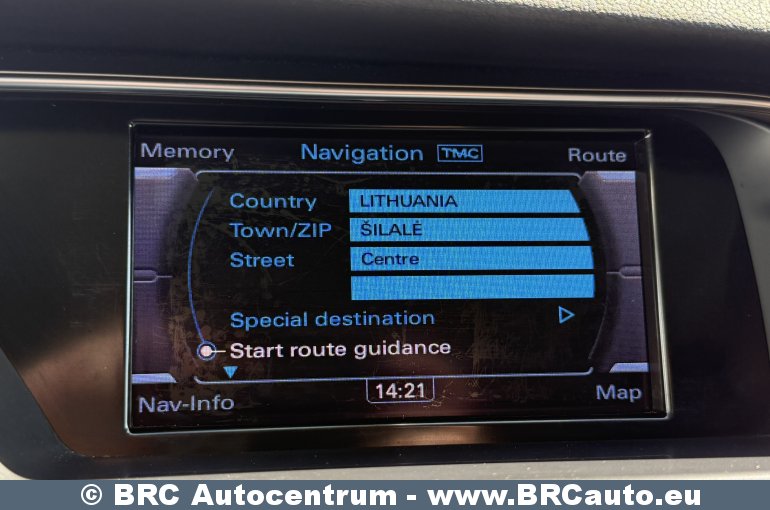 Memory Navigation TMC Route
Country LITHUANIA
Town/ZIP ŠILALĖ
Street Centre
Special destination
Start route guidance
14:21
Nav-Info Map
© BRC Autocentrum - www.BRCauto.eu